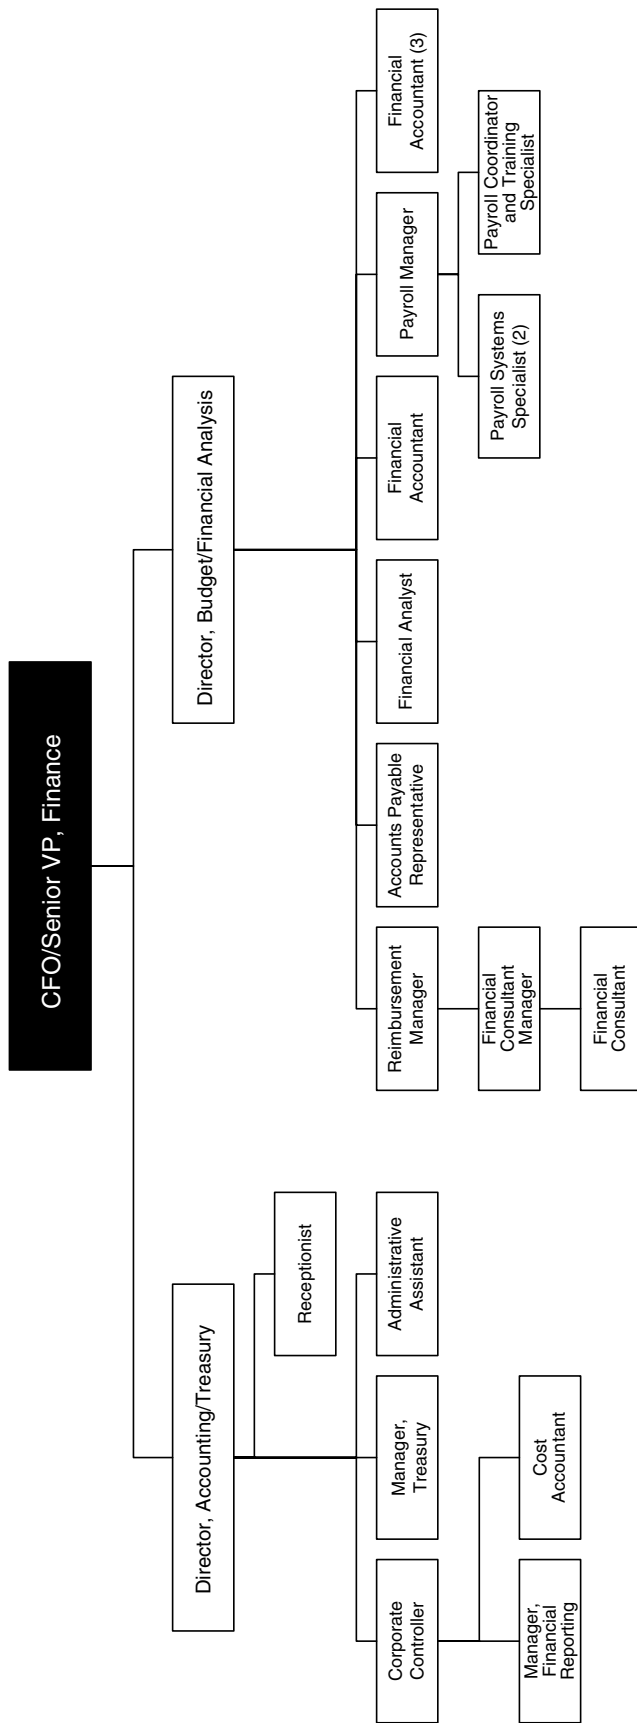 CFO/Senior VP, Finance
Director, Accounting/Treasury
Director, Budget/Financial Analysis
Receptionist
Corporate
Controller
Manager,
Treasury
Administrative
Assistant
Reimbursement
Manager
Accounts Payable
Representative
Financial Analyst
Financial
Accountant
Payroll Manager
Financial
Accountant (3)
Manager,
Financial
Reporting
Cost
Accountant
Financial
Consultant
Manager
Payroll Systems
Specialist (2)
Payroll Coordinator
and Training
Specialist
Financial
Consultant